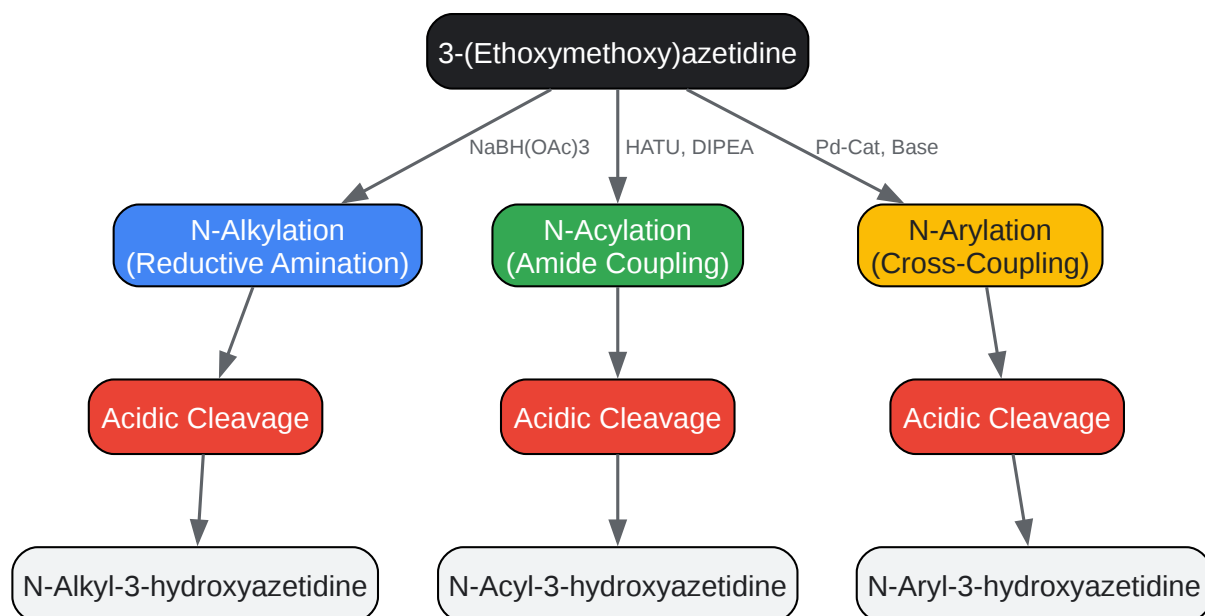 3-(Ethoxymethoxy)azetidine
NaBH(OAc)3
HATU, DIPEA
Pd-Cat, Base
N-Alkylation
(Reductive Amination)
N-Acylation
(Amide Coupling)
N-Arylation
(Cross-Coupling)
Acidic Cleavage
Acidic Cleavage
Acidic Cleavage
N-Alkyl-3-hydroxyazetidine
N-Acyl-3-hydroxyazetidine
N-Aryl-3-hydroxyazetidine